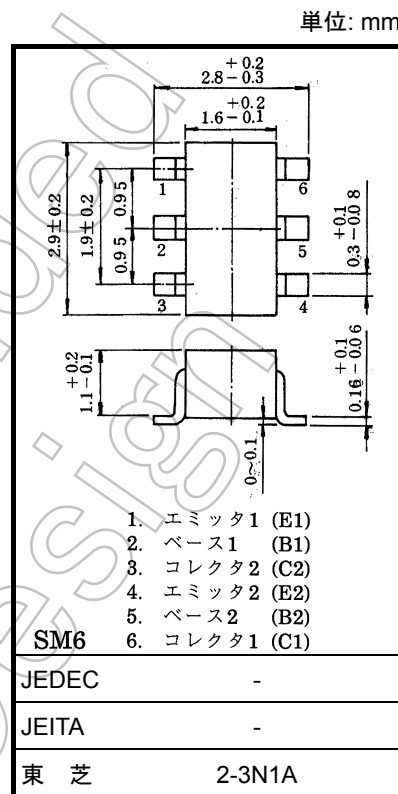 単位: mm
+0.2
2.8-0.3
+0.2
1.6-0.1
2.9±0.2
1.9±0.2
0.95
0.95
1
2
3
6
5
4
+0.1
0.3-0.08
+0.2
1.1-0.1
+0.1
0.16-0.06
0~0.1
1. エミッタ1 (E1)
2. ベース1 (B1)
3. コレクタ2 (C2)
4. エミッタ2 (E2)
5. ベース2 (B2)
SM6 6. コレクタ1 (C1)
JEDEC -
JEITA -
東 芝 2-3N1A